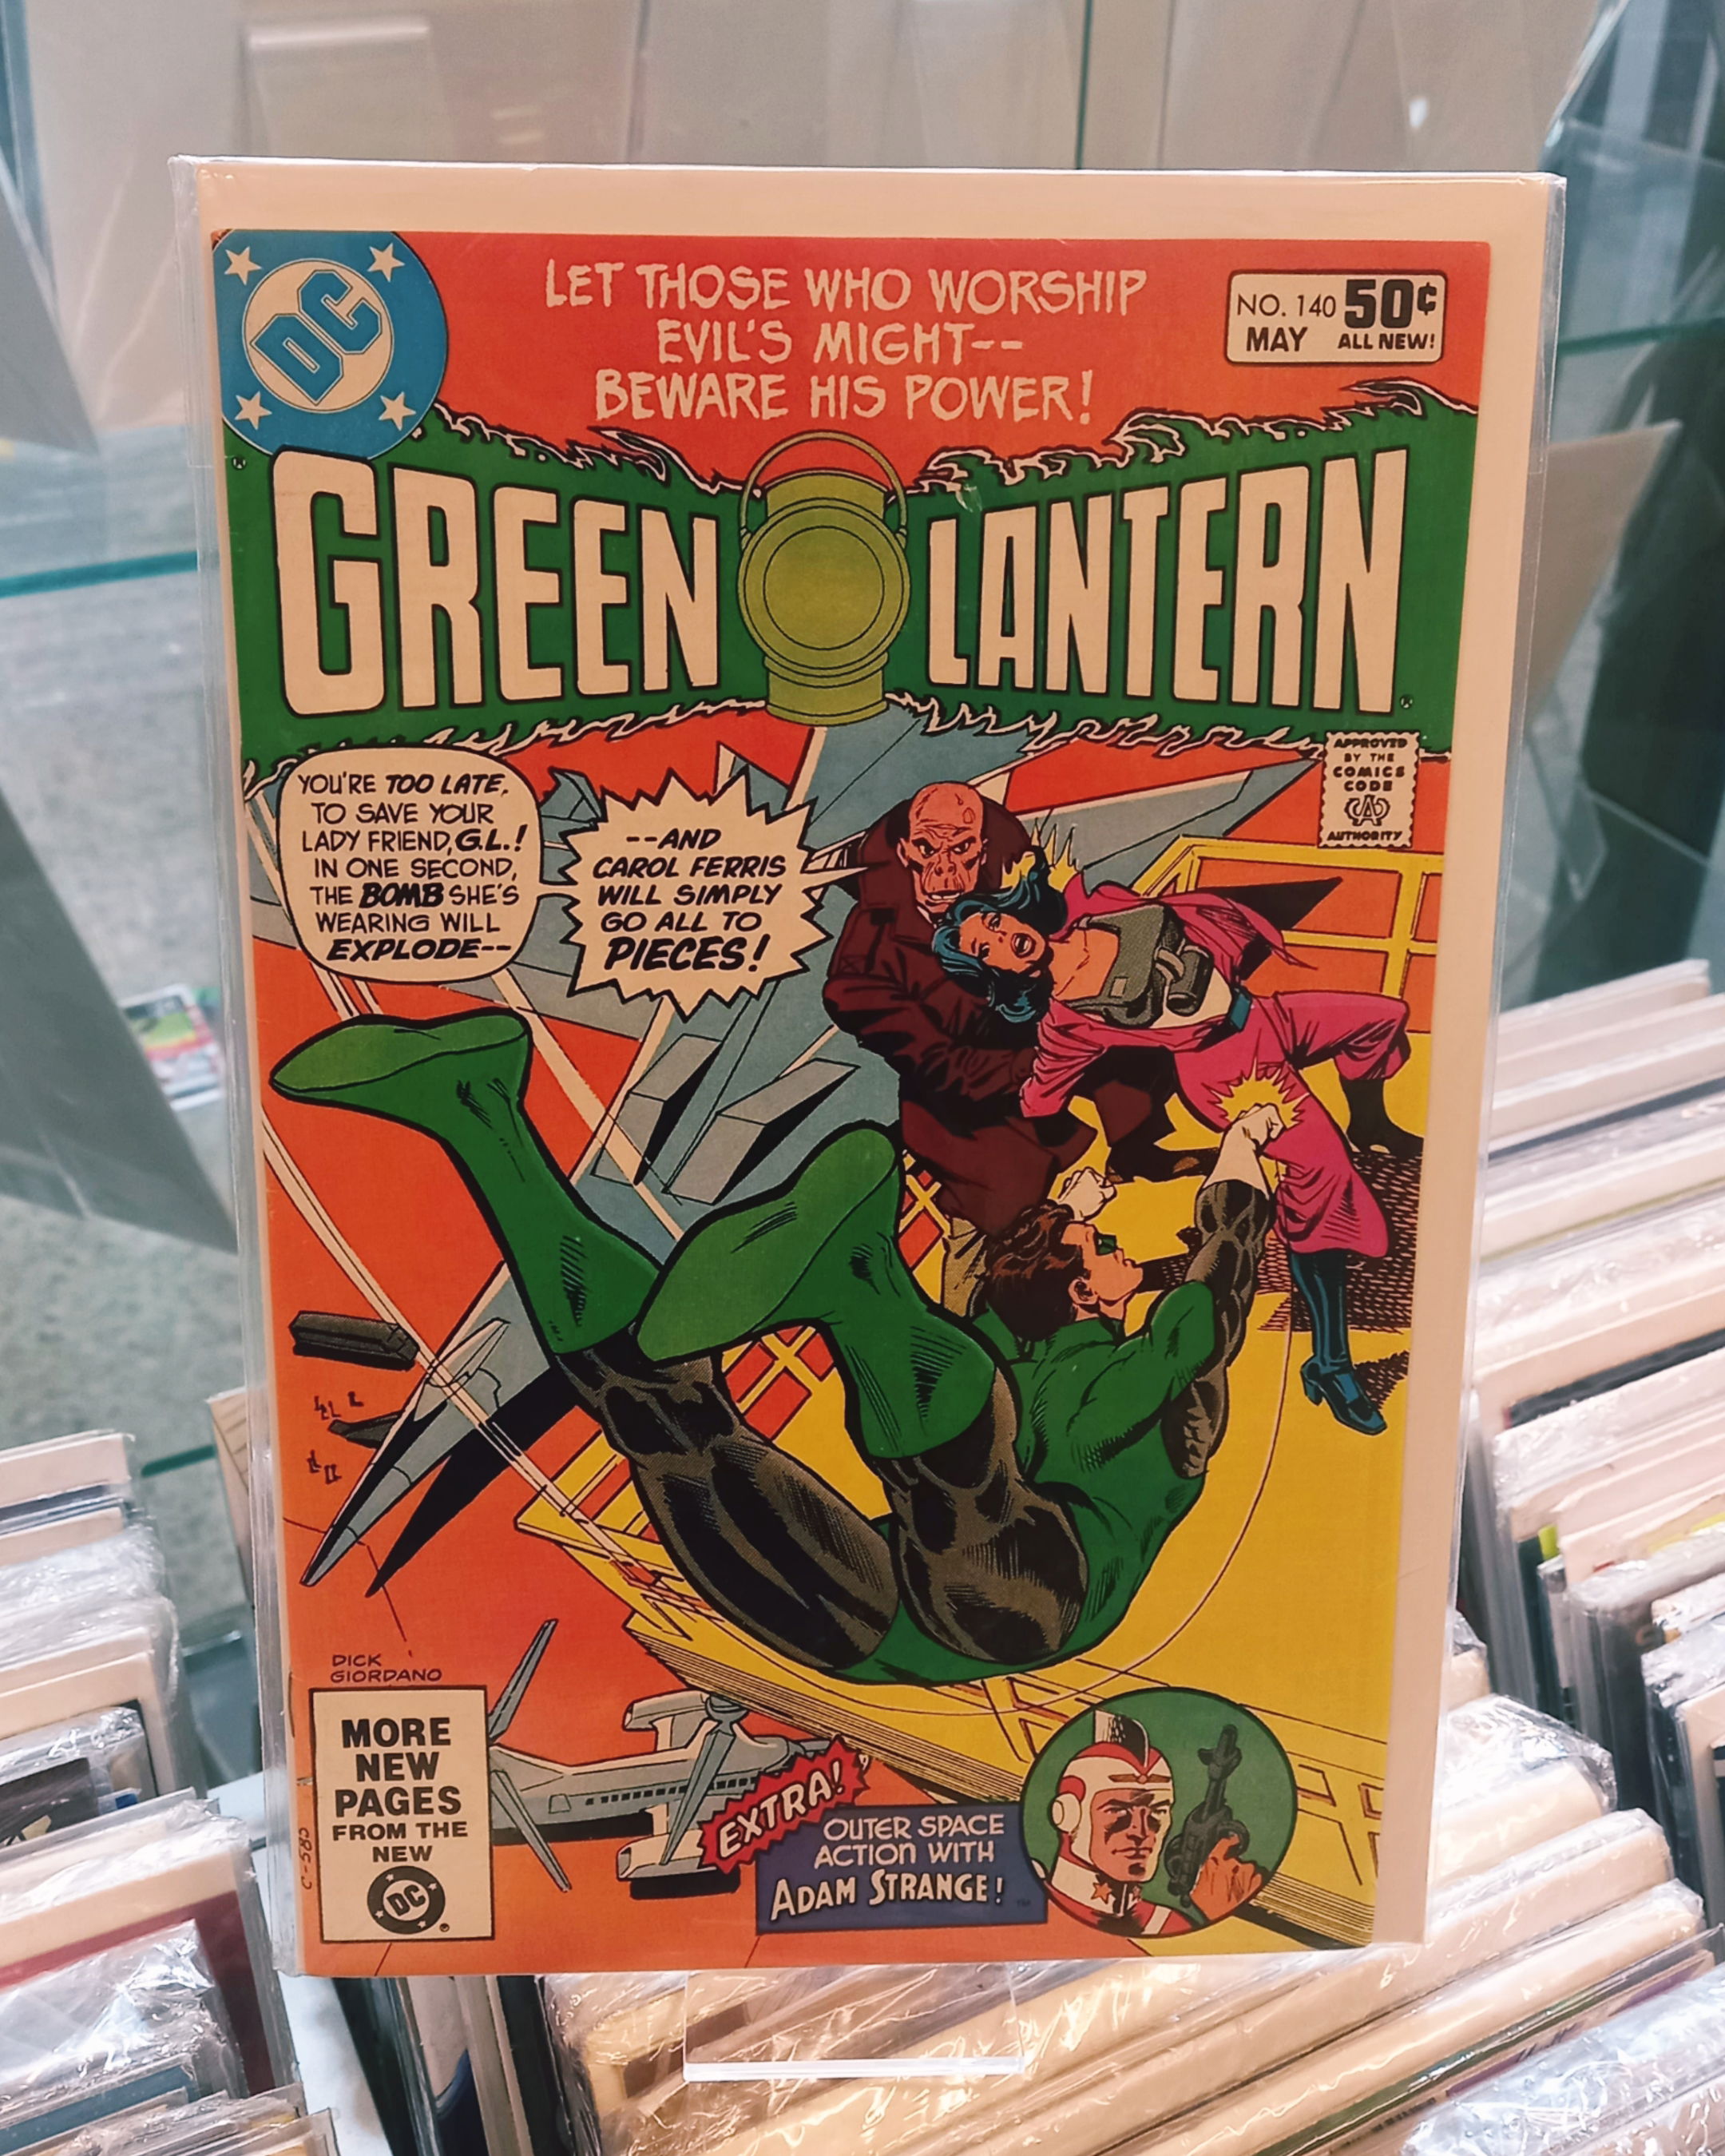 DC
LET THOSE WHO WORSHIP
EVIL'S MIGHT--
BEWARE HIS POWER!
NO. 140 50¢
MAY ALL NEW!
GREEN LANTERN
APPROVED
BY THE
COMICS
CODE
CA
AUTHORITY
YOU'RE TOO LATE,
TO SAVE YOUR
LADY FRIEND, G.L.!
IN ONE SECOND,
THE BOMB SHE'S
WEARING WILL
EXPLODE--
--AND
CAROL FERRIS
WILL SIMPLY
GO ALL TO
PIECES!
DICK
GIORDANO
MORE
NEW
PAGES
FROM THE
NEW
DC
C-582
EXTRA!
OUTER SPACE
ACTION WITH
ADAM STRANGE!
TM